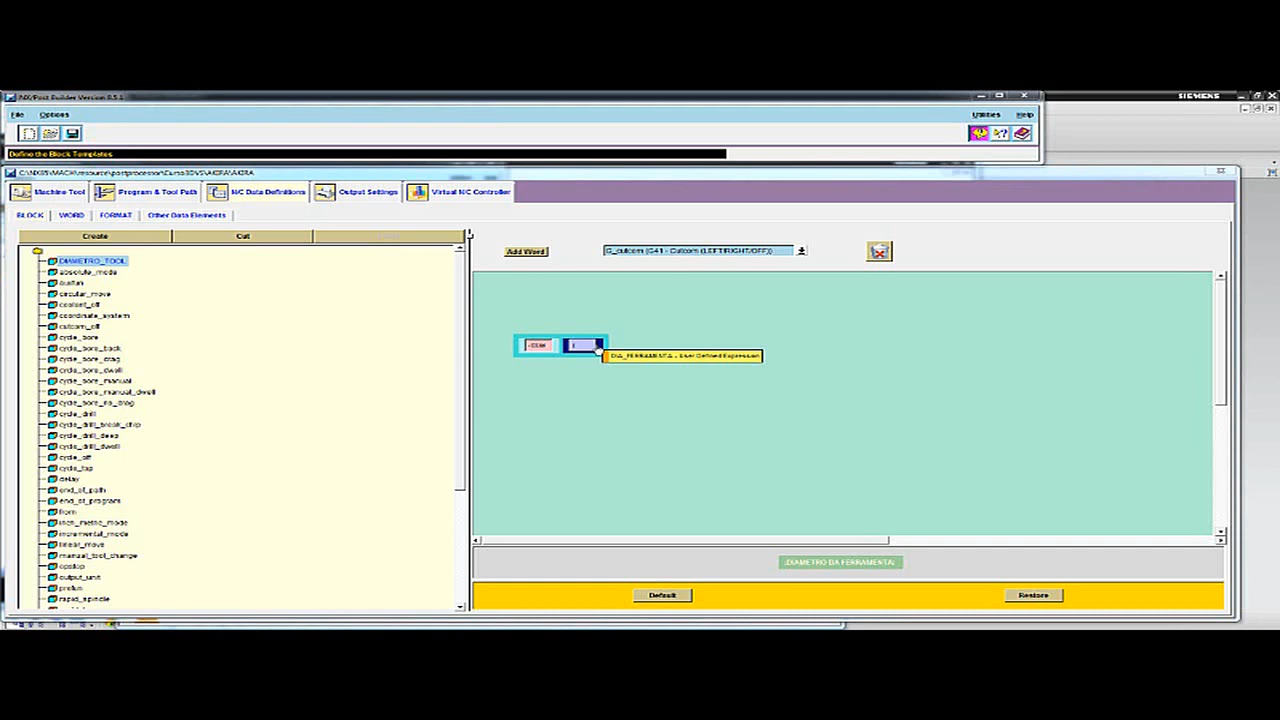 NX/Post Builder Version 8.5.1
SIEMENS
File Options Utilities Help
Define the Block Templates
Machine Tool Program & Tool Path N/C Data Definitions Output Settings Virtual N/C Controller
BLOCK WORD FORMAT Other Data Elements
Create Cut
Add Word G_cutcom (G41 - Cutcom (LEFT/RIGHT/OFF))
DIAMETRO_TOOL
absolute_mode
auxfun
circular_move
coolant_off
coordinate_system
cutcom_off
cycle_bore
cycle_bore_back
cycle_bore_drag
cycle_bore_dwell
cycle_bore_manual
cycle_bore_manual_dwell
cycle_bore_no_drag
cycle_drill
cycle_drill_break_chip
cycle_drill_deep
cycle_drill_dwell
cycle_off
cycle_tap
delay
end_of_path
end_of_program
from
inch_metric_mode
incremental_mode
linear_move
manual_tool_change
opstop
output_unit
prefun
rapid_spindle
DIA_FERRAMENTA - User Defined Expression
DIAMETRO DA FERRAMENTA:
Default Restore